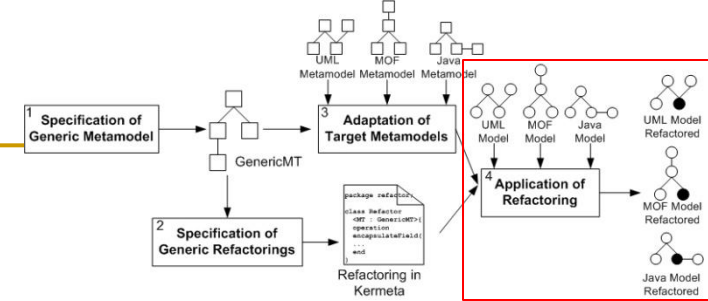 1
Specification of
Generic Metamodel
GenericMT
UML
Metamodel
MOF
Metamodel
Java
Metamodel
3
Adaptation of
Target Metamodels
2
Specification of
Generic Refactorings
package refactor;
class Refactor
<MT : GenericMT>{
operation
encapsulateField(
...
end
}
Refactoring in
Kermeta
UML
Model
MOF
Model
Java
Model
4
Application of
Refactoring
UML Model
Refactored
MOF Model
Refactored
Java Model
Refactored